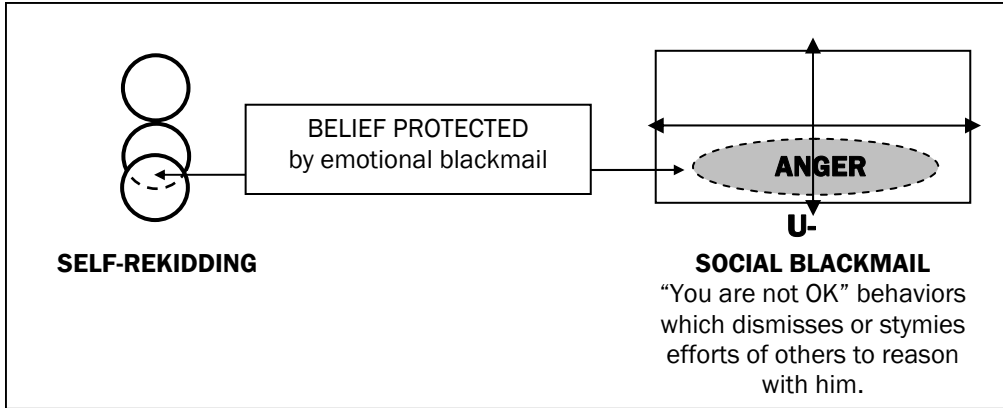 BELIEF PROTECTED
by emotional blackmail
ANGER
U-
SELF-REKIDDING
SOCIAL BLACKMAIL
“You are not OK” behaviors
which dismisses or stymies
efforts of others to reason
with him.